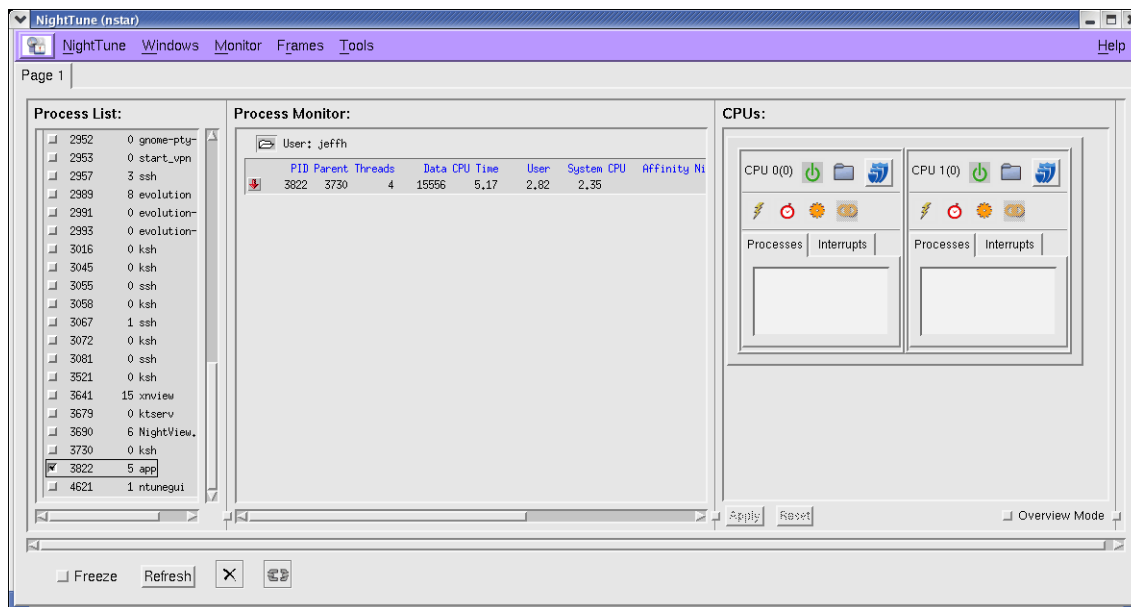 NightTune (nstar)
NightTune Windows Monitor Frames Tools Help
Page 1
Process List:
2952 0 gnome-pty-
2953 0 start_vpn
2957 3 ssh
2989 8 evolution
2991 0 evolution-
2993 0 evolution-
3016 0 ksh
3045 0 ksh
3055 0 ssh
3058 0 ksh
3067 1 ssh
3072 0 ksh
3081 0 ssh
3521 0 ksh
3641 15 xnview
3679 0 ktserv
3690 6 NightView.
3730 0 ksh
3822 5 app
4621 1 ntunegui
Process Monitor:
User: jeffh
PID Parent Threads Data CPU Time User System CPU Affinity Ni
3822 3730 4 15556 5.17 2.82 2.35
CPUs:
CPU 0(0) CPU 1(0)
Processes Interrupts Processes Interrupts
Apply Reset Overview Mode
Freeze Refresh